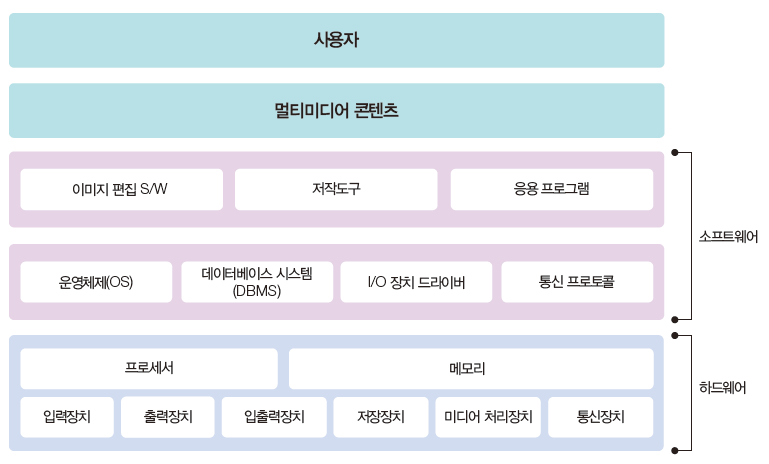 사용자
멀티미디어 콘텐츠
이미지 편집 S/W
저작도구
응용 프로그램
소프트웨어
운영체제(OS)
데이터베이스 시스템
(DBMS)
I/O 장치 드라이버
통신 프로토콜
프로세서
메모리
하드웨어
입력장치
출력장치
입출력장치
저장장치
미디어 처리장치
통신장치